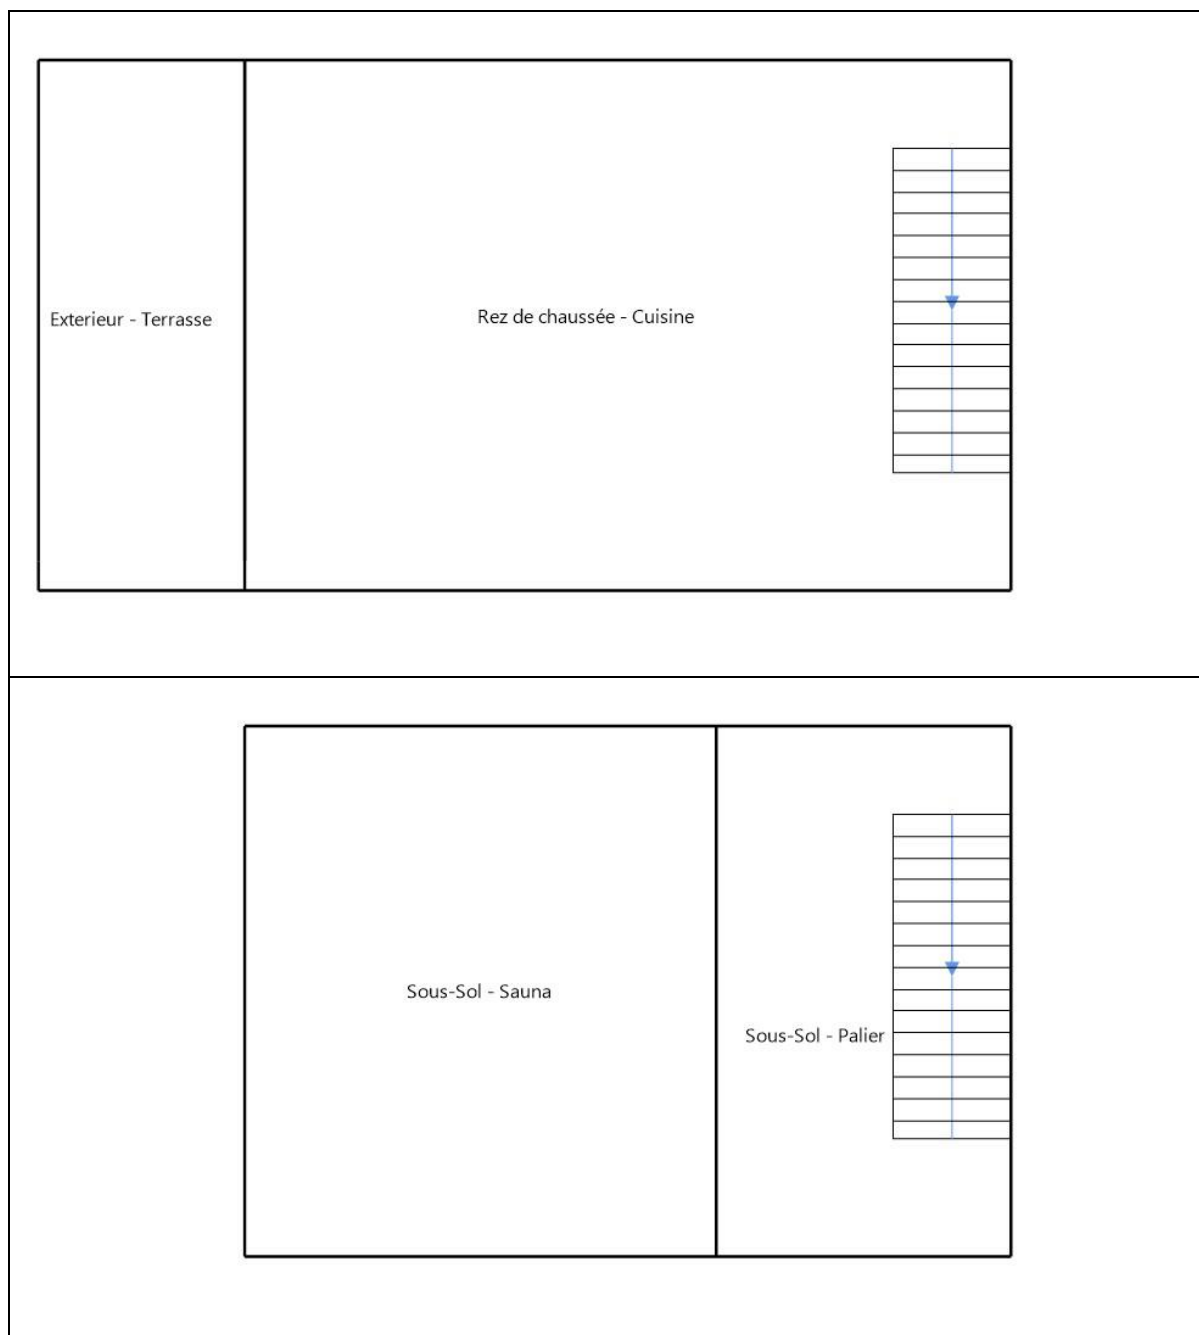 Exterieur - Terrasse
Rez de chaussée - Cuisine
Sous-Sol - Sauna
Sous-Sol - Palier